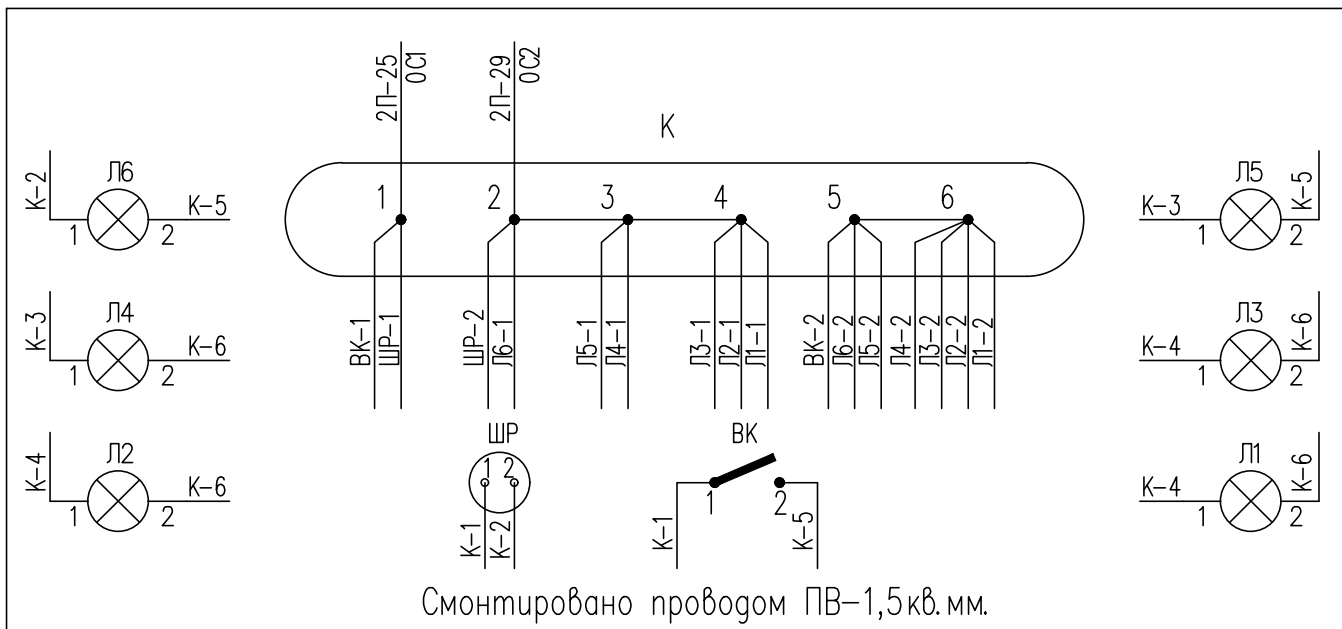 2П-25
ОС1
2П-29
ОС2
К
К-2
Л6
1
2
К-5
1
2
3
4
5
6
К-3
Л5
1
2
К-5
К-3
Л4
1
2
К-6
ВК-1
ШР-1
ШР-2
Л6-1
Л5-1
Л4-1
Л3-1
Л2-1
Л1-1
ВК-2
Л6-2
Л5-2
Л4-2
Л3-2
Л2-2
Л1-2
К-4
Л3
1
2
К-6
К-4
Л2
1
2
К-6
ШР
1 2
К-1
К-2
ВК
1
2
К-1
К-5
К-4
Л1
1
2
К-6
Смонтировано проводом ПВ-1,5кв.мм.